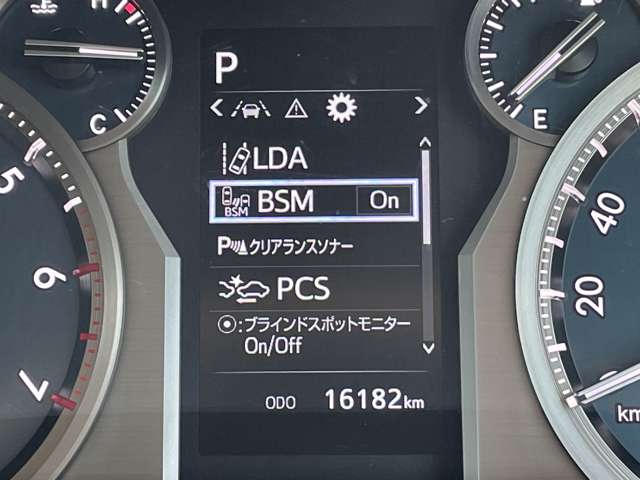 H
C
P
E
LDA
BSM
BSM On
P クリアランスソナー
PCS
⦿:ブラインドスポットモニター
On/Off
ODO 16182km
5
6
7
40
20
km